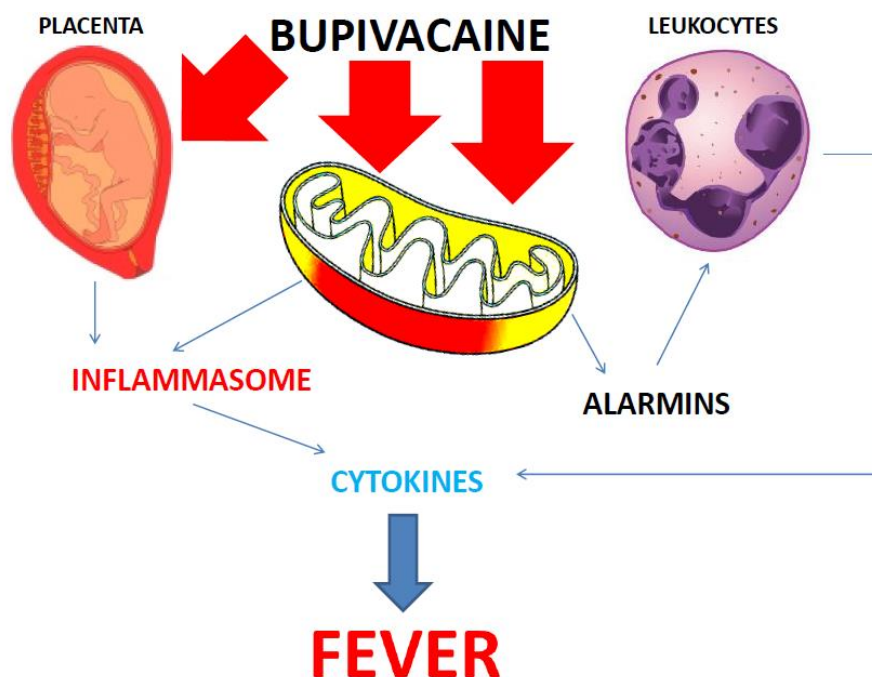 PLACENTA
BUPIVACAINE
LEUKOCYTES
INFLAMMASOME
ALARMINS
CYTOKINES
FEVER